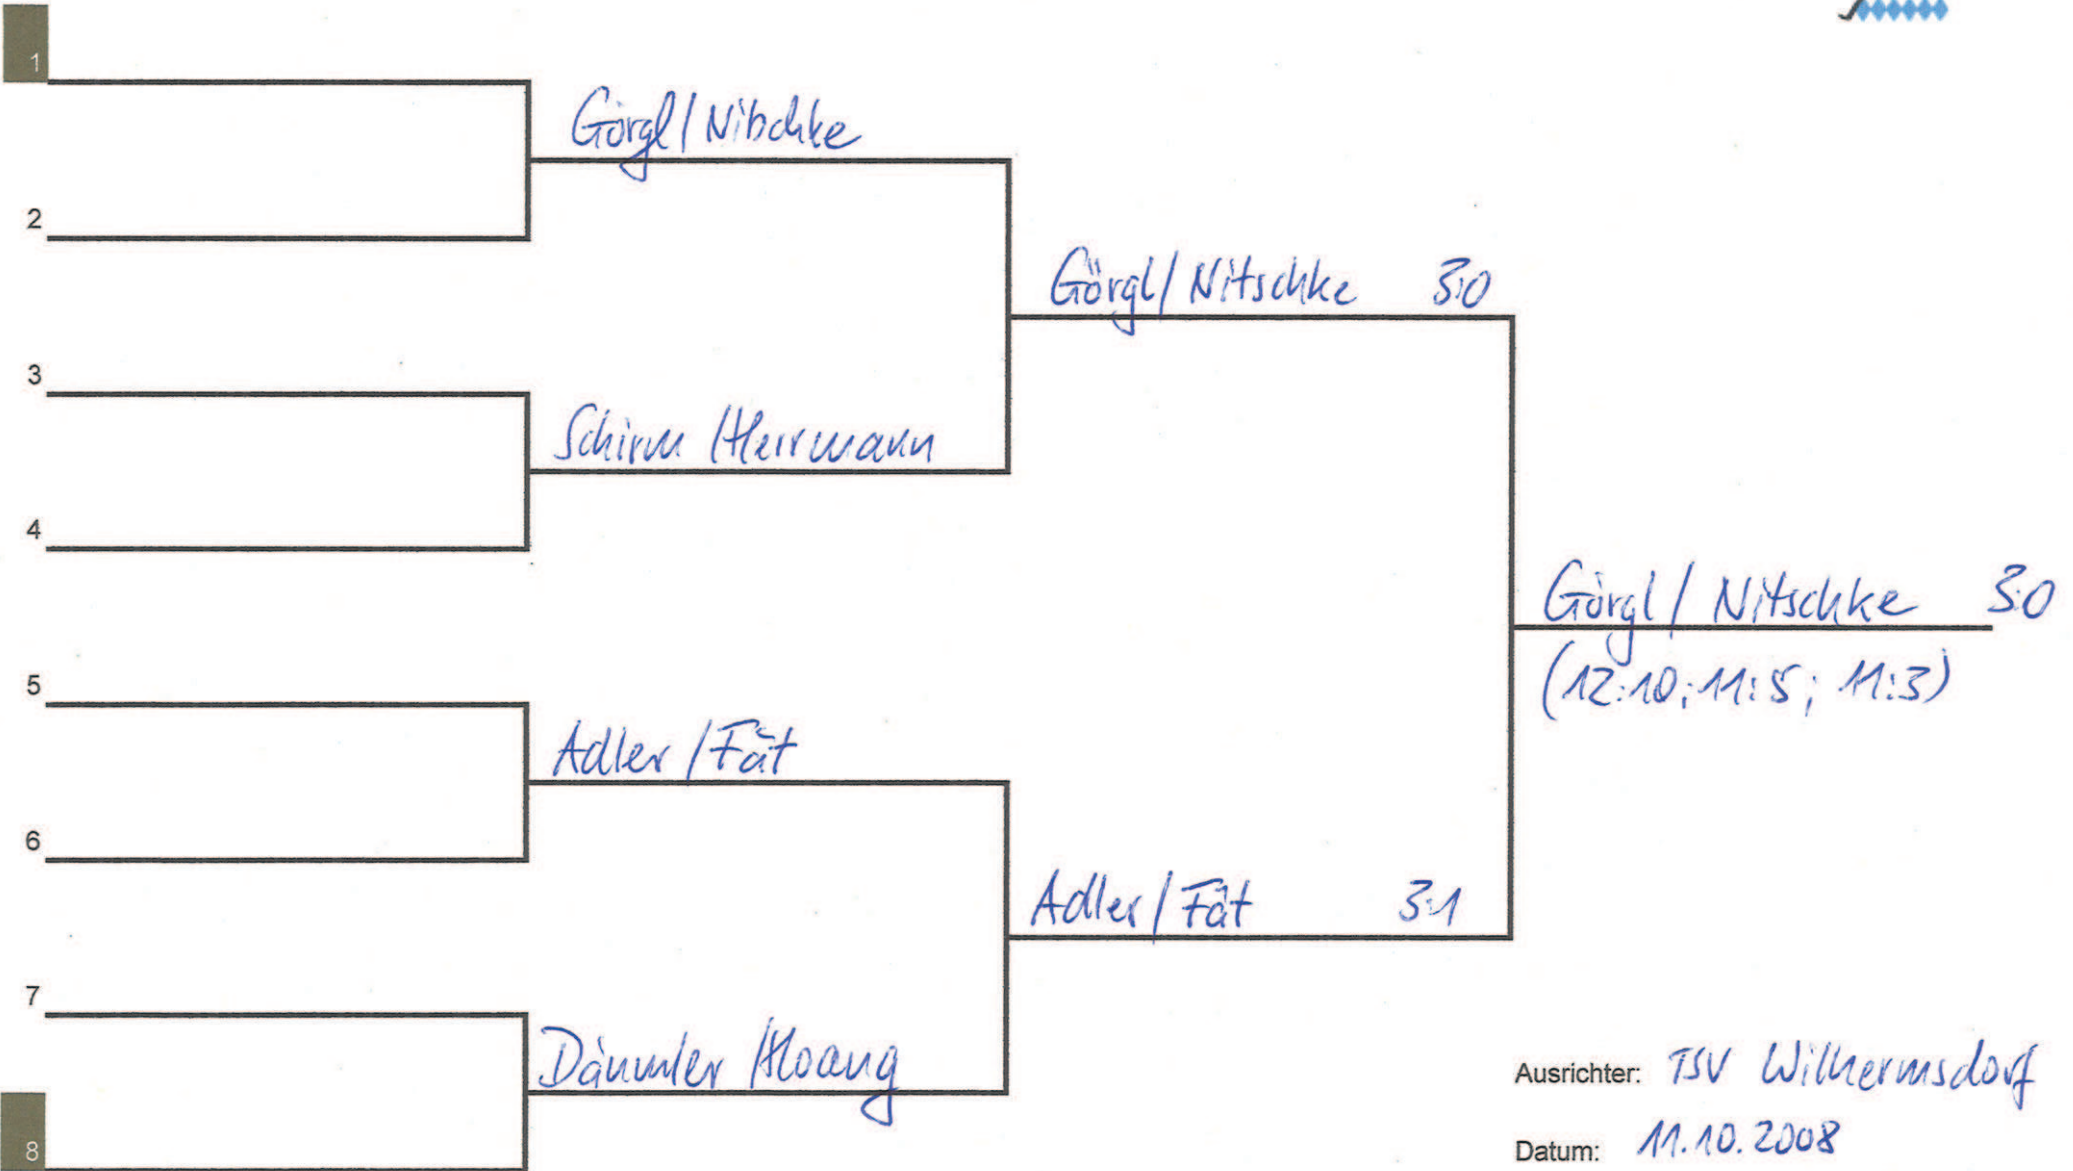 1
Görgl / Nitschke
2
Görgl / Nitschke 3:0
3
Schirm / Herrmann
4
Görgl / Nitschke 3:0
(12:10; 11:5; 11:3)
5
Adler / Fät
6
Adler / Fät 3:1
7
Däumler / Hoang
Ausrichter: TSV Wilhermsdorf
8
Datum: 11.10.2008